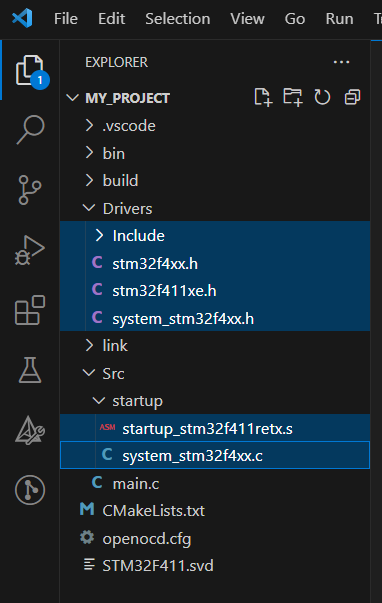 File Edit Selection View Go Run
EXPLORER ...
1
MY_PROJECT
.vscode
bin
build
Drivers
Include
C stm32f4xx.h
C stm32f411xe.h
C system_stm32f4xx.h
link
Src
startup
ASM startup_stm32f411retx.s
C system_stm32f4xx.c
C main.c
M CMakeLists.txt
openocd.cfg
STM32F411.svd